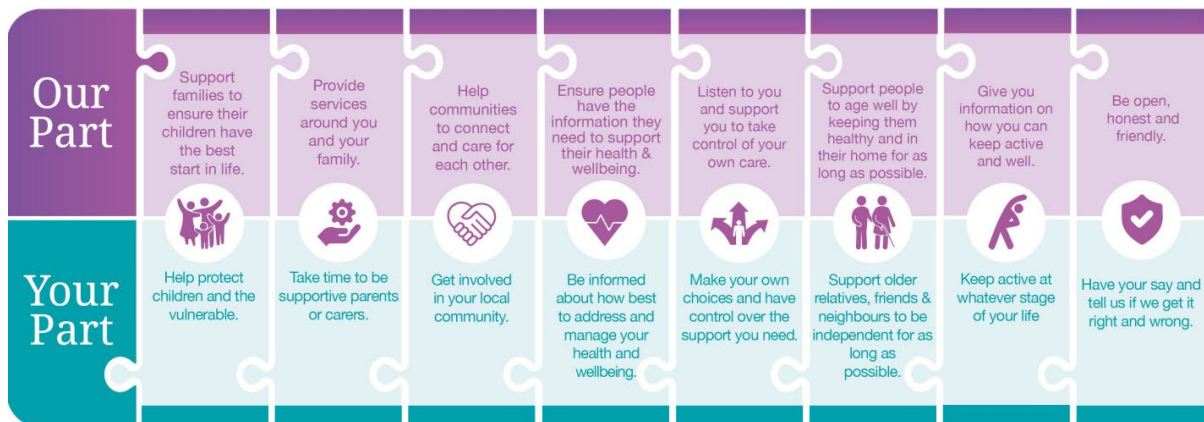 Our
Part
Support
families to
ensure their
children have
the best
start in life.
Provide
services
around you
and your
family.
Help
communities
to connect
and care for
each other.
Ensure people
have the
information they
need to support
their health &
wellbeing.
Listen to
you and support
you to take
control of your
own care.
Support people
to age well by
keeping them
healthy and in
their home for as
long as possible.
Give you
information on
how you can
keep active
and well.
Be open,
honest and
friendly.
Your
Part
Help protect
children and the
vulnerable.
Take time to be
supportive parents
or carers.
Get involved
in your local
community.
Be informed
about how best
to address and
manage your
health and
wellbeing.
Make your own
choices and have
control over the
support you need.
Support older
relatives, friends &
neighbours to be
independent for as
long as
possible.
Keep active at
whatever stage
of your life
Have your say and
tell us if we get it
right and wrong.